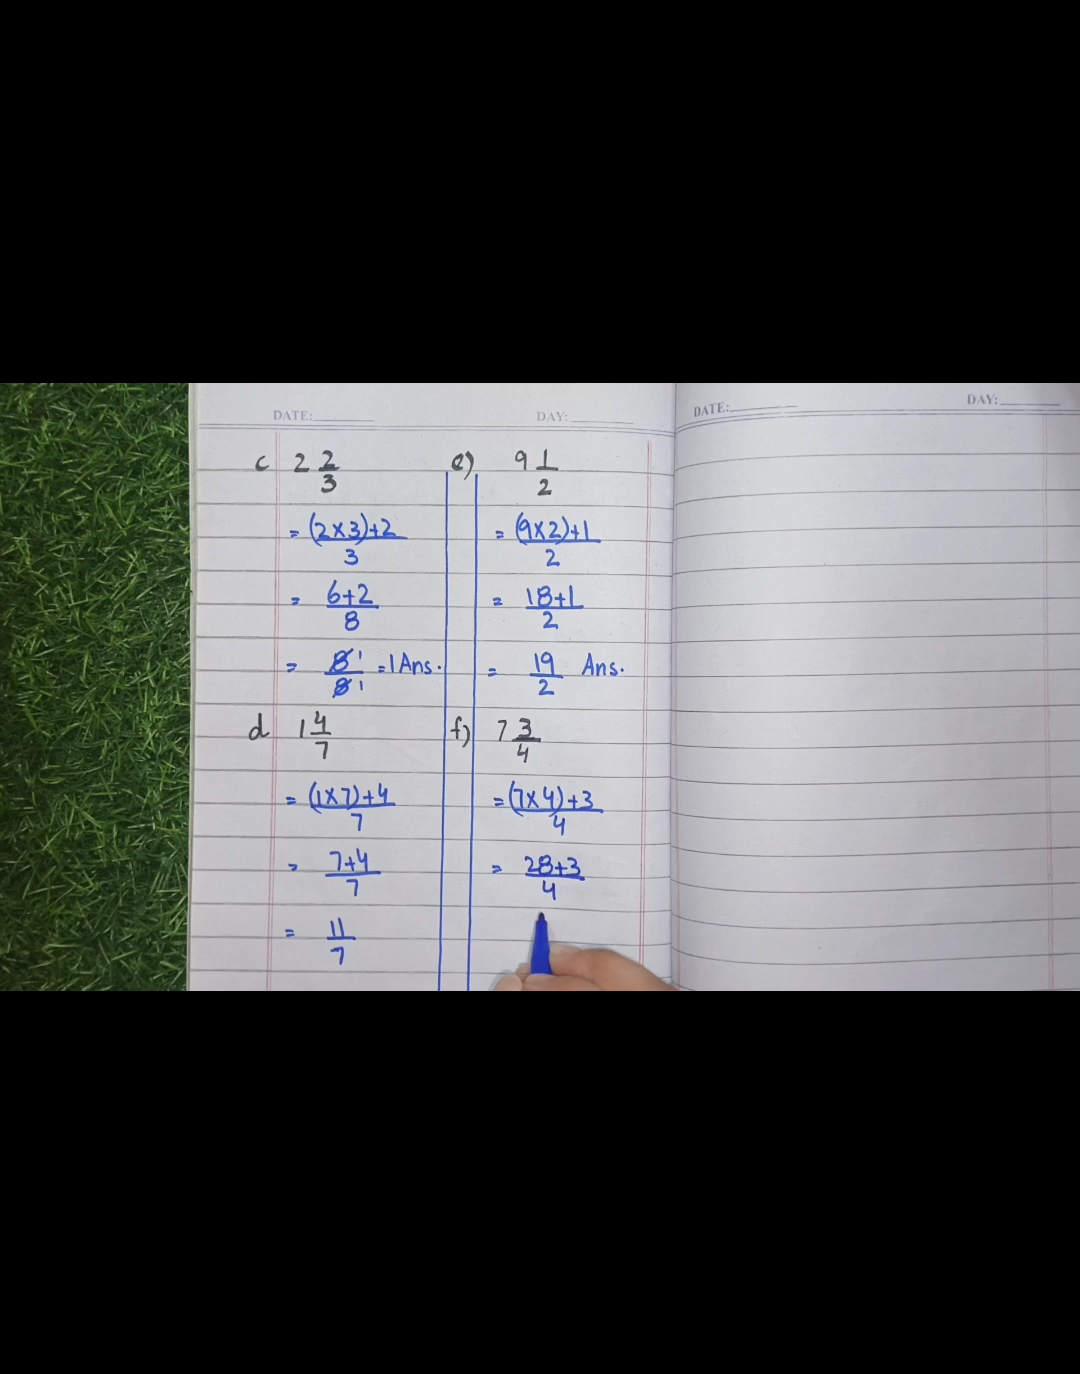 DATE:
DAY:
c 2 2/3
= (2×3)+2/3
= 6+2/8
= 8 1/8 1 = 1 Ans.
d 1 4/7
= (1×7)+4/7
= 7+4/7
= 11/7
e) 9 1/2
= (9×2)+1/2
= 18+1/2
= 19/2 Ans.
f) 7 3/4
= (7×4)+3/4
= 28+3/4
DATE:
DAY: